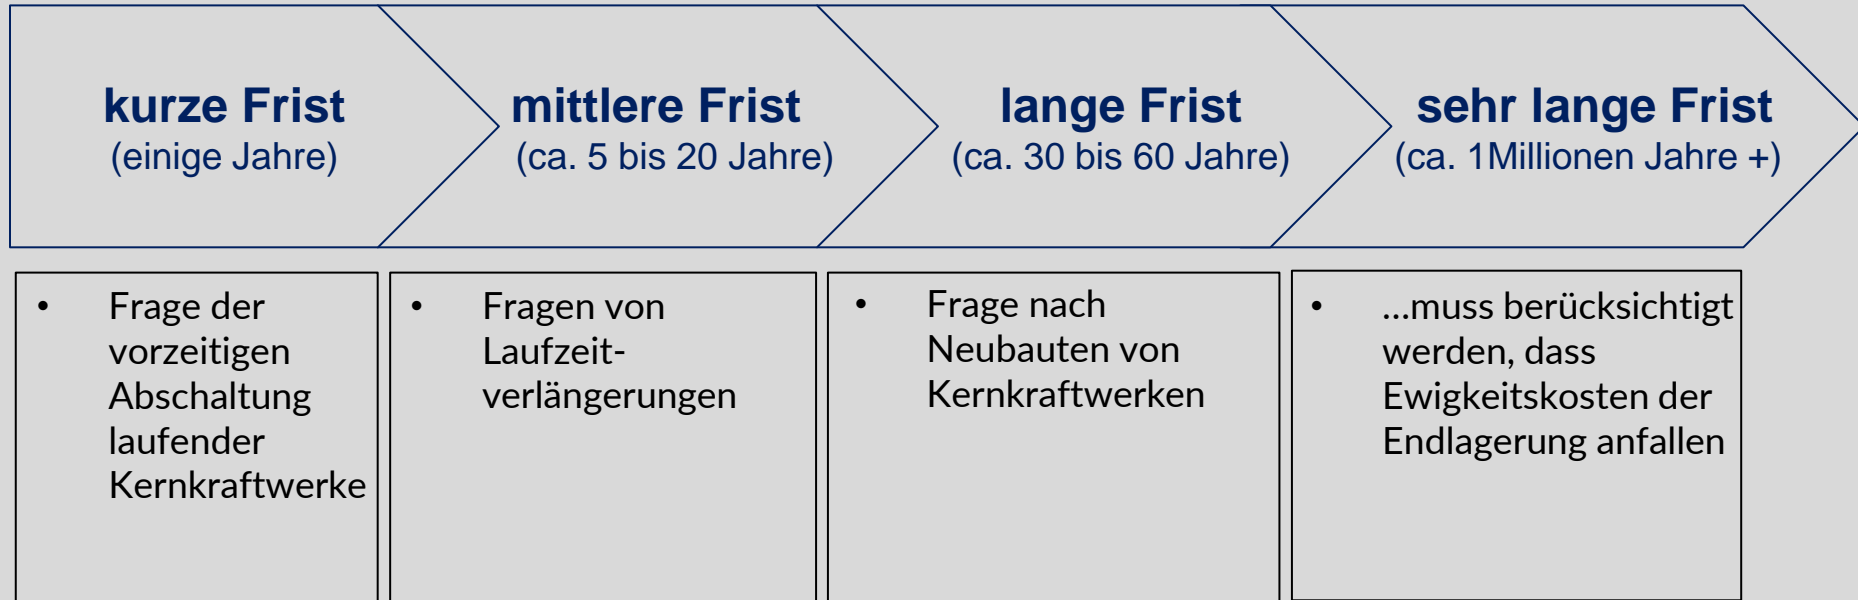 kurze Frist
(einige Jahre)
mittlere Frist
(ca. 5 bis 20 Jahre)
lange Frist
(ca. 30 bis 60 Jahre)
sehr lange Frist
(ca. 1Millionen Jahre +)
• Frage der
vorzeitigen
Abschaltung
laufender
Kernkraftwerke
• Fragen von
Laufzeit-
verlängerungen
• Frage nach
Neubauten von
Kernkraftwerken
• …muss berücksichtigt
werden, dass
Ewigkeitskosten der
Endlagerung anfallen